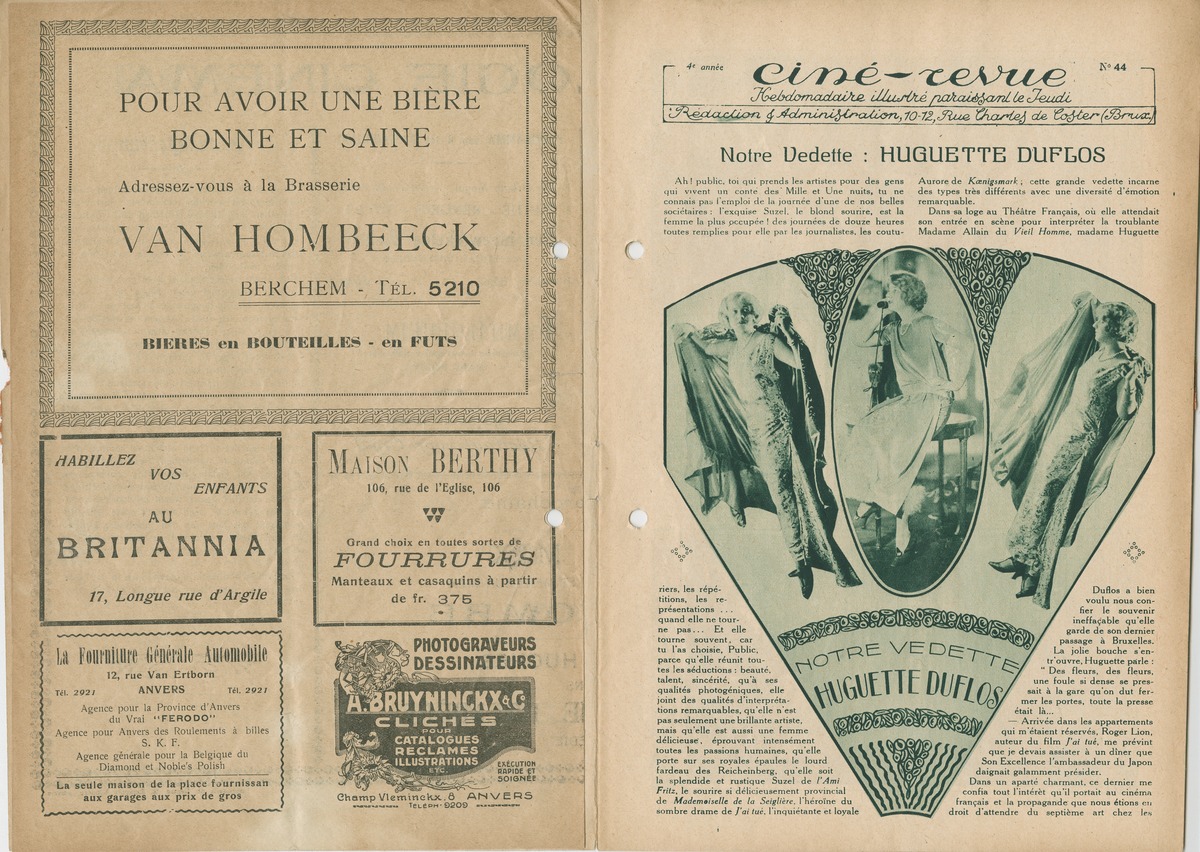 POUR AVOIR UNE BIÈRE
BONNE ET SAINE
Adressez-vous à la Brasserie
VAN HOMBEECK
BERCHEM - TÉL. 5210
BIERES en BOUTEILLES - en FUTS
HABILLEZ
VOS
ENFANTS
AU
BRITANNIA
17, Longue rue d'Argile
MAISON BERTHY
106, rue de l'Eglise, 106
Grand choix en toutes sortes de
FOURRURES
Manteaux et casaquins à partir
de fr. 375
La Fourniture Générale Automobile
12, rue Van Ertborn
Tél. 2921 ANVERS Tél. 2921
Agence pour la Province d'Anvers
du Vrai "FERODO"
Agence pour Anvers des Roulements à billes
S. K. F.
Agence générale pour la Belgique du
Diamond et Noble's Polish
La seule maison de la place fournissan
aux garages aux prix de gros
PHOTOGRAVEURS
DESSINATEURS
A. BRUYNINCKX & C°
CLICHÉS
POUR
CATALOGUES
RECLAMES
ILLUSTRATIONS
ETC.
EXÉCUTION
RAPIDE ET
SOIGNÉE
Champ Vleminckx. 8 ANVERS
TELEPH: 9209
4e année
ciné-revue
N° 44
Hebdomadaire illustré paraissant le Jeudi
Rédaction & Administration, 10-12, Rue Charles de Coster (Brux)
Notre Vedette : HUGUETTE DUFLOS
Ah! public, toi qui prends les artistes pour des gens
qui vivent un conte des Mille et Une nuits, tu ne
connais pas l'emploi de la journée d'une de nos belles
sociétaires : l'exquise Suzel, le blond sourire, est la
femme la plus occupée! des journées de douze heures
toutes remplies pour elle par les journalistes, les coutu-
riers, les répé-
titions, les re-
présentations ...
quand elle ne tour-
ne pas... Et elle
tourne souvent, car
tu l'as choisie, Public,
parce qu'elle réunit tou-
tes les séductions : beauté,
talent, sincérité, qu'à ses
qualités photogéniques, elle
joint des qualités d'interpréta-
tions remarquables, qu'elle n'est
pas seulement une brillante artiste,
mais qu'elle est aussi une femme
délicieuse, éprouvant intensément
toutes les passions humaines, qu'elle
porte sur ses royales épaules le lourd
fardeau des Reicheinberg, qu'elle soit
la splendide et rustique Suzel de l'Ami
Fritz, le sourire si délicieusement provincial
de Mademoiselle de la Seiglière, l'héroïne du
sombre drame de J'ai tué, l'inquiétante et loyale
Aurore de Kœnigsmark ; cette grande vedette incarne
des types très différents avec une diversité d'émotion
remarquable.
Dans sa loge au Théâtre Français, où elle attendait
son entrée en scène pour interpréter la troublante
Madame Allain du Vieil Homme, madame Huguette
Duflos a bien
voulu nous con-
fier le souvenir
ineffaçable qu'elle
garde de son dernier
passage à Bruxelles.
La jolie bouche s'en-
tr'ouvre, Huguette parle :
" Des fleurs, des fleurs,
une foule si dense se pres-
sait à la gare qu'on dut fer-
mer les portes, toute la presse
était là...
— Arrivée dans les appartements
qui m'étaient réservés, Roger Lion,
auteur du film J'ai tué, me prévint
que je devais assister à un dîner que
Son Excellence l'ambassadeur du Japon
daignait galamment présider.
Dans un aparté charmant, ce dernier me
confia tout l'intérêt qu'il portait au cinéma
français et la propagande que nous étions en
droit d'attendre du septième art chez les
NOTRE VEDETTE
HUGUETTE DUFLOS